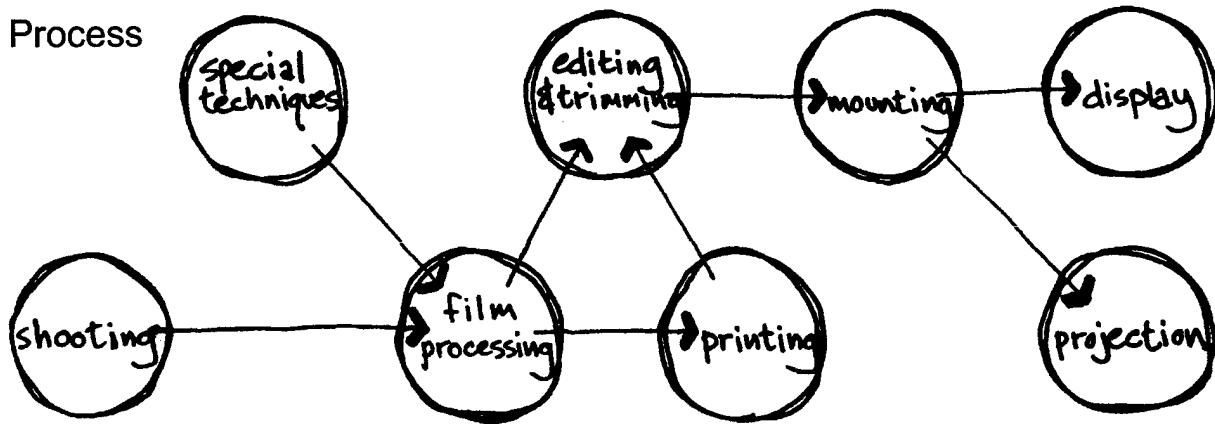 Process
special
techniques
editing
&trimming
mounting
display
shooting
film
processing
printing
projection